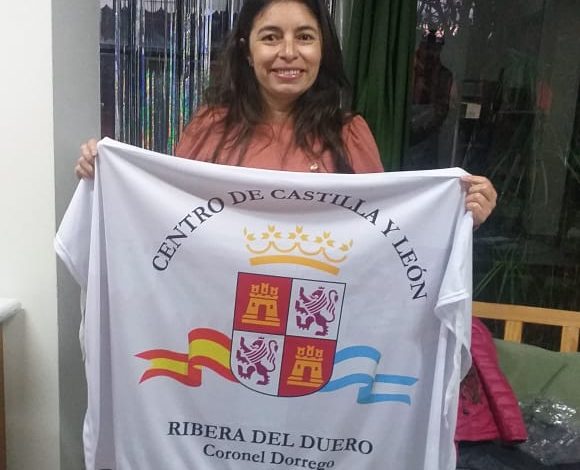 CENTRO DE CASTILLA Y LEÓN
RIBERA DEL DUERO
Coronel Dorrego